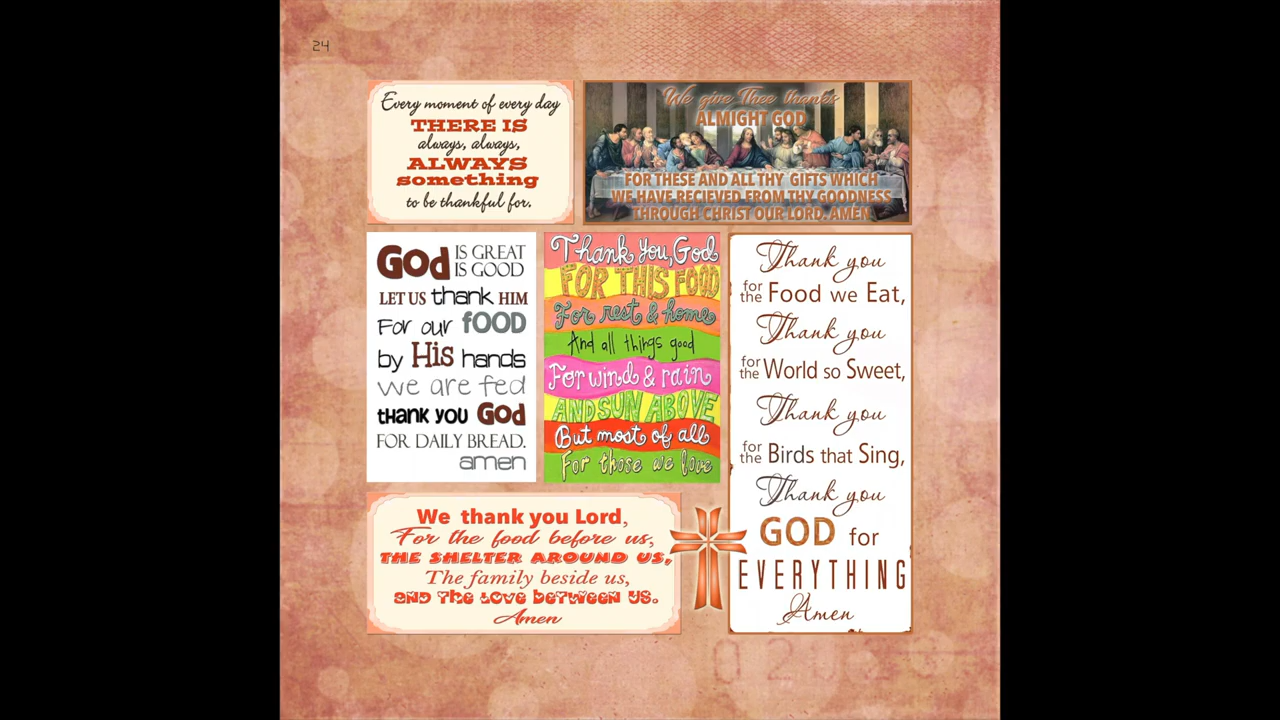 24
Every moment of every day
THERE IS
always, always,
ALWAYS
something
to be thankful for.
We give Thee thanks
ALMIGHT GOD
FOR THESE AND ALL THY GIFTS WHICH
WE HAVE RECIEVED FROM THY GOODNESS
THROUGH CHRIST OUR LORD. AMEN
God IS GREAT
IS GOOD
LET US thank HIM
For our fOOD
by His hands
we are fed
thank you God
FOR DAILY BREAD.
amen
Thank you, God
FOR THIS FOOD
For rest & home
And all things good
For wind & rain
AND SUN ABOVE
But most of all
For those we love
Thank you
for the Food we Eat,
Thank you
for the World so Sweet,
Thank you
for the Birds that Sing,
Thank you
GOD for
EVERYTHING
Amen
We thank you Lord,
For the food before us,
THE SHELTER AROUND US,
The family beside us,
AND THE LOVE BETWEEN US.
Amen
020